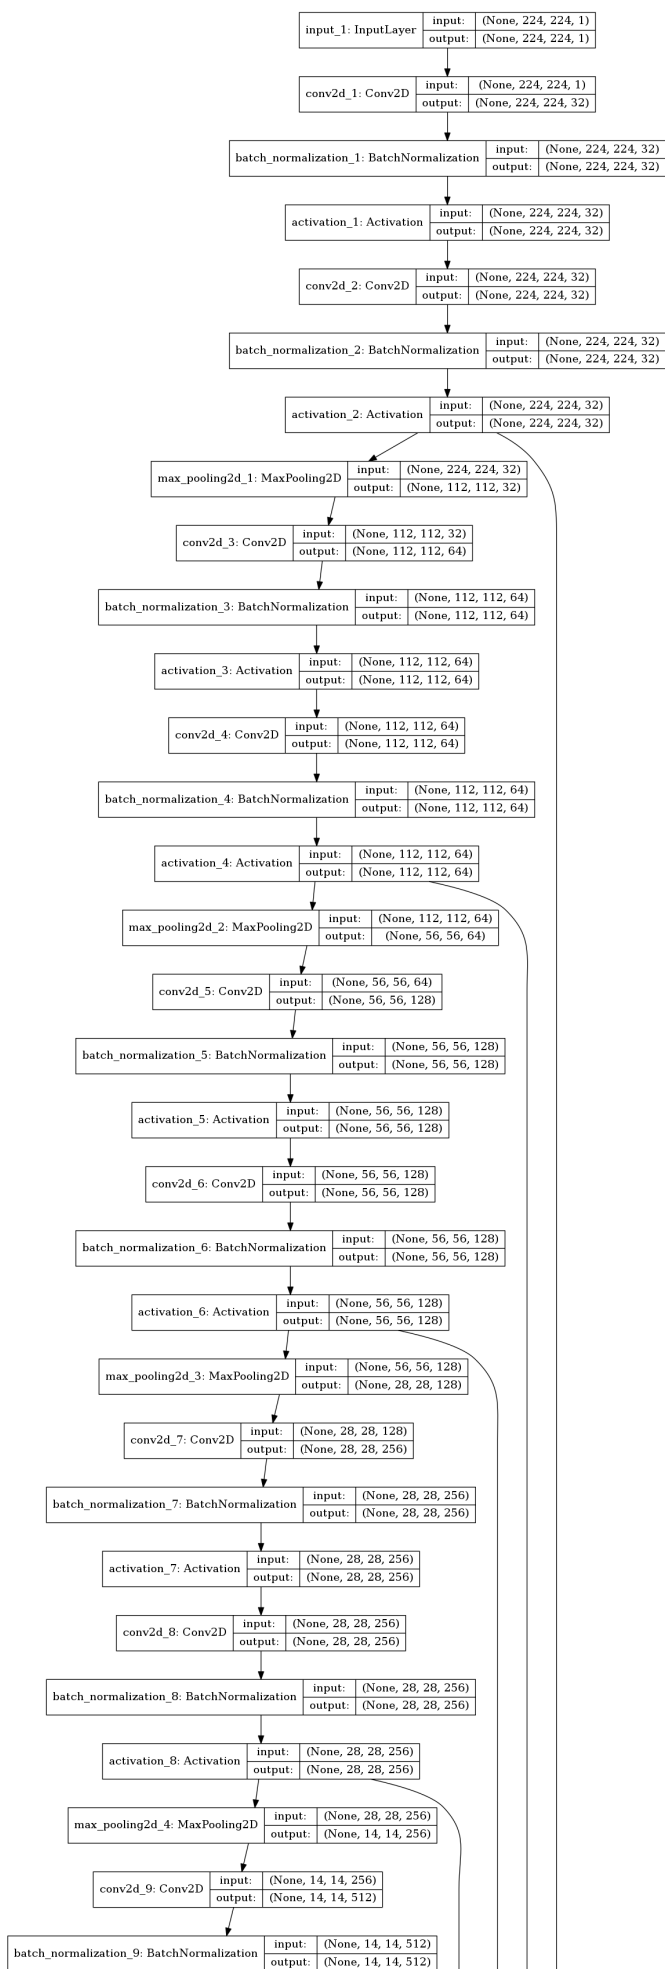 input_1: InputLayer input: (None, 224, 224, 1)
output: (None, 224, 224, 1)
conv2d_1: Conv2D input: (None, 224, 224, 1)
output: (None, 224, 224, 32)
batch_normalization_1: BatchNormalization input: (None, 224, 224, 32)
output: (None, 224, 224, 32)
activation_1: Activation input: (None, 224, 224, 32)
output: (None, 224, 224, 32)
conv2d_2: Conv2D input: (None, 224, 224, 32)
output: (None, 224, 224, 32)
batch_normalization_2: BatchNormalization input: (None, 224, 224, 32)
output: (None, 224, 224, 32)
activation_2: Activation input: (None, 224, 224, 32)
output: (None, 224, 224, 32)
max_pooling2d_1: MaxPooling2D input: (None, 224, 224, 32)
output: (None, 112, 112, 32)
conv2d_3: Conv2D input: (None, 112, 112, 32)
output: (None, 112, 112, 64)
batch_normalization_3: BatchNormalization input: (None, 112, 112, 64)
output: (None, 112, 112, 64)
activation_3: Activation input: (None, 112, 112, 64)
output: (None, 112, 112, 64)
conv2d_4: Conv2D input: (None, 112, 112, 64)
output: (None, 112, 112, 64)
batch_normalization_4: BatchNormalization input: (None, 112, 112, 64)
output: (None, 112, 112, 64)
activation_4: Activation input: (None, 112, 112, 64)
output: (None, 112, 112, 64)
max_pooling2d_2: MaxPooling2D input: (None, 112, 112, 64)
output: (None, 56, 56, 64)
conv2d_5: Conv2D input: (None, 56, 56, 64)
output: (None, 56, 56, 128)
batch_normalization_5: BatchNormalization input: (None, 56, 56, 128)
output: (None, 56, 56, 128)
activation_5: Activation input: (None, 56, 56, 128)
output: (None, 56, 56, 128)
conv2d_6: Conv2D input: (None, 56, 56, 128)
output: (None, 56, 56, 128)
batch_normalization_6: BatchNormalization input: (None, 56, 56, 128)
output: (None, 56, 56, 128)
activation_6: Activation input: (None, 56, 56, 128)
output: (None, 56, 56, 128)
max_pooling2d_3: MaxPooling2D input: (None, 56, 56, 128)
output: (None, 28, 28, 128)
conv2d_7: Conv2D input: (None, 28, 28, 128)
output: (None, 28, 28, 256)
batch_normalization_7: BatchNormalization input: (None, 28, 28, 256)
output: (None, 28, 28, 256)
activation_7: Activation input: (None, 28, 28, 256)
output: (None, 28, 28, 256)
conv2d_8: Conv2D input: (None, 28, 28, 256)
output: (None, 28, 28, 256)
batch_normalization_8: BatchNormalization input: (None, 28, 28, 256)
output: (None, 28, 28, 256)
activation_8: Activation input: (None, 28, 28, 256)
output: (None, 28, 28, 256)
max_pooling2d_4: MaxPooling2D input: (None, 28, 28, 256)
output: (None, 14, 14, 256)
conv2d_9: Conv2D input: (None, 14, 14, 256)
output: (None, 14, 14, 512)
batch_normalization_9: BatchNormalization input: (None, 14, 14, 512)
output: (None, 14, 14, 512)